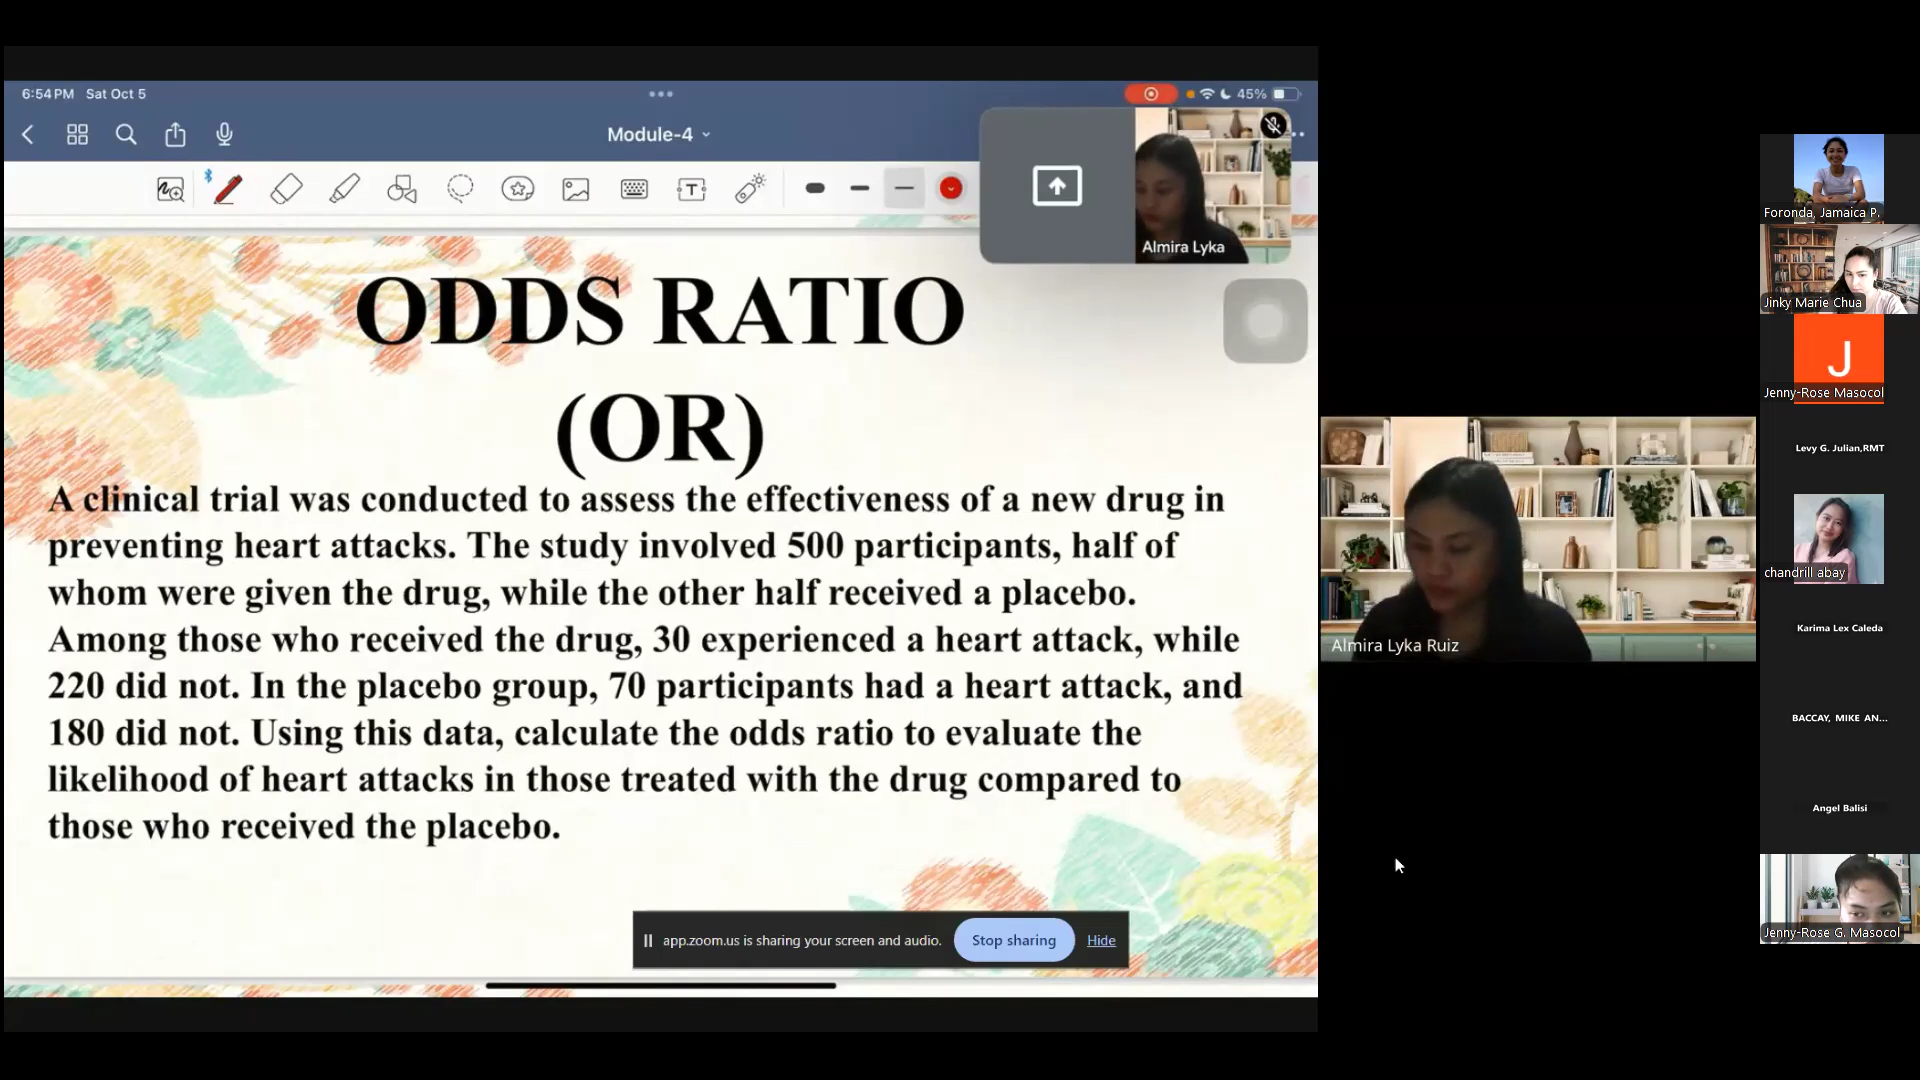 6:54 PM Sat Oct 5
45%
Module-4
T
Almira Lyka
ODDS RATIO
(OR)
A clinical trial was conducted to assess the effectiveness of a new drug in
preventing heart attacks. The study involved 500 participants, half of
whom were given the drug, while the other half received a placebo.
Among those who received the drug, 30 experienced a heart attack, while
220 did not. In the placebo group, 70 participants had a heart attack, and
180 did not. Using this data, calculate the odds ratio to evaluate the
likelihood of heart attacks in those treated with the drug compared to
those who received the placebo.
app.zoom.us is sharing your screen and audio.
Stop sharing
Hide
Almira Lyka Ruiz
Foronda, Jamaica P.
Jinky Marie Chua
J
Jenny-Rose Masocol
Levy G. Julian,RMT
chandrill abay
Karima Lex Caleda
BACCAY, MIKE AN...
Angel Balisi
Jenny-Rose G. Masocol